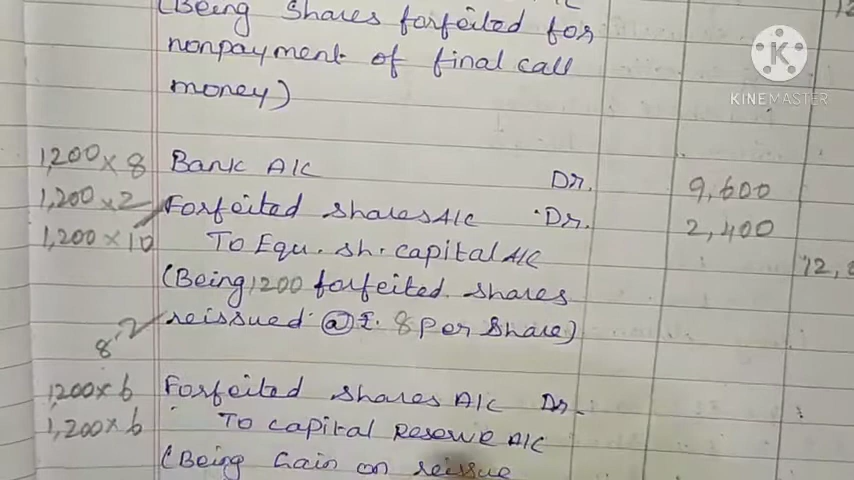 (Being Shares forfeited for
nonpayment of final call
money)
KINEMASTER
1,200 x 8 Bank A/C Dr. 9,600
1,200 x 2 Forfeited Shares A/C Dr. 2,400
1,200 x 10 To Equ. sh. capital A/C 12,
(Being 1200 forfeited shares
reissued @ ₹. 8 Per Share)
8 2
1,200 x 6 Forfeited Shares A/C Dr.
1,200 x 6 To Capital Reserve A/C
(Being Gain on reissue